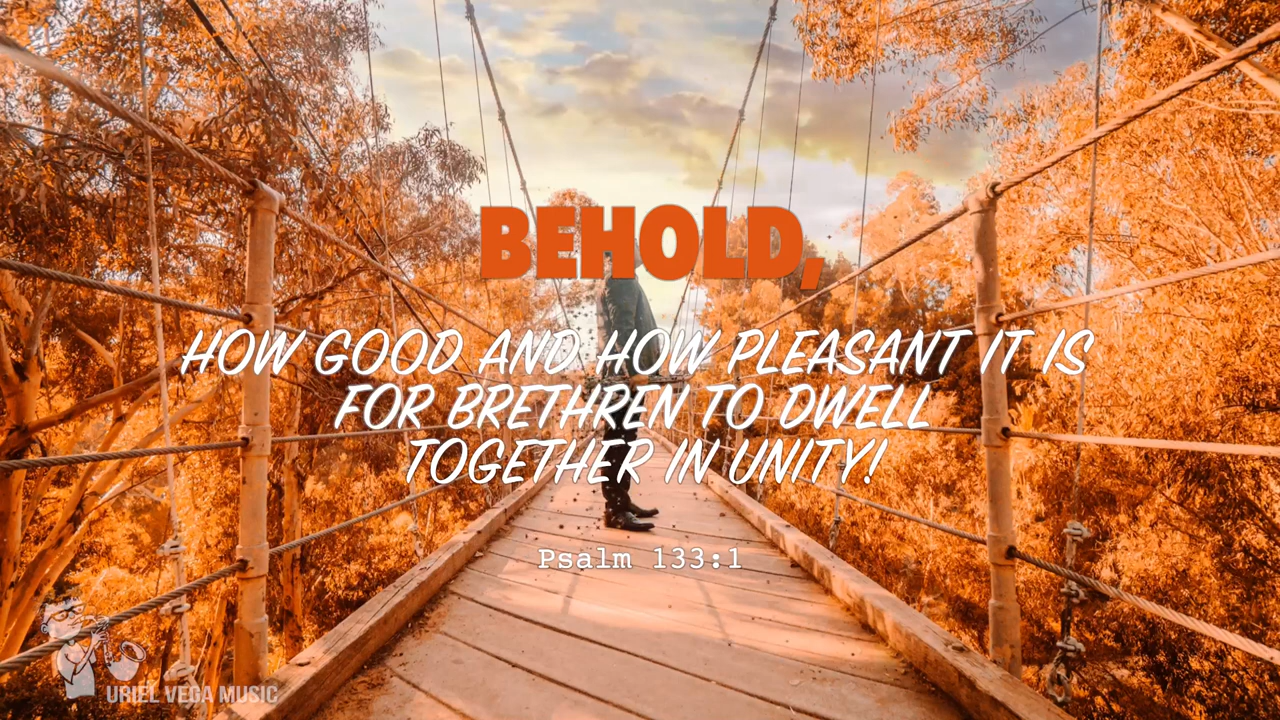 BEHOLD,
HOW GOOD AND HOW PLEASANT IT IS
FOR BRETHREN TO DWELL
TOGETHER IN UNITY!
Psalm 133:1
URIEL VEGA MUSIC